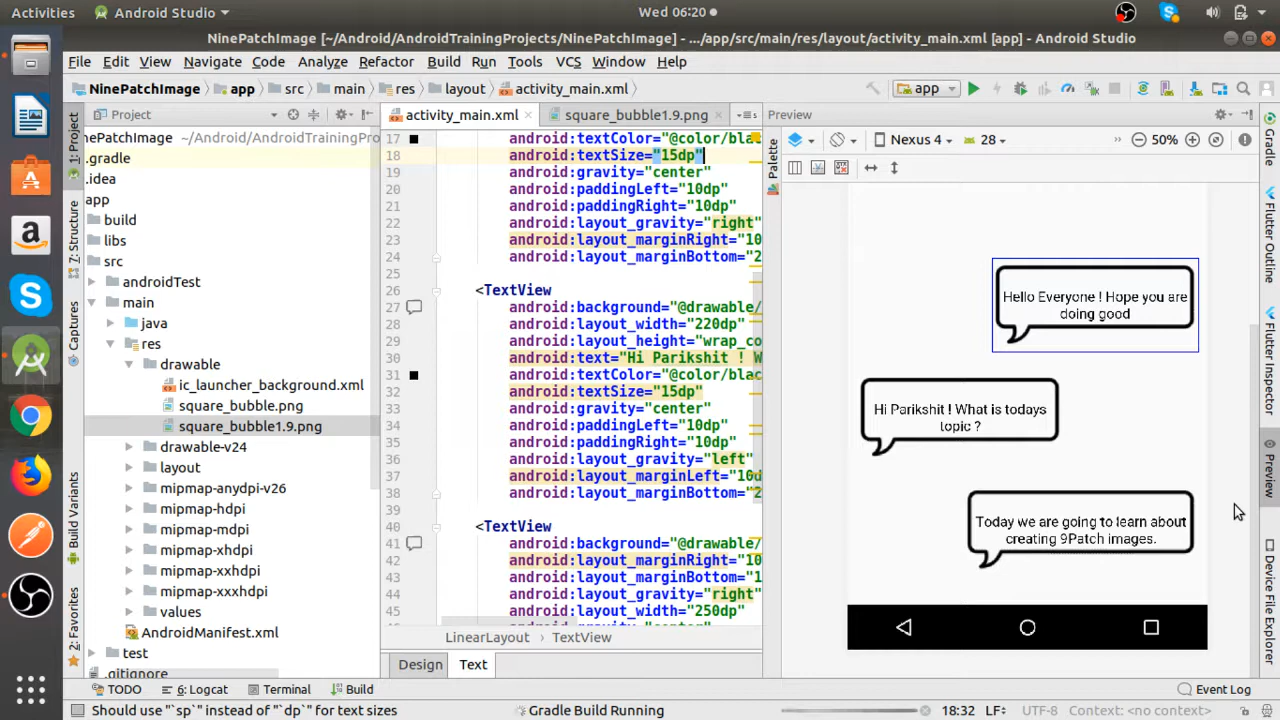 Activities
Android Studio
Wed 06:20
NinePatchImage [~/Android/AndroidTrainingProjects/NinePatchImage] - .../app/src/main/res/layout/activity_main.xml [app] - Android Studio
File Edit View Navigate Code Analyze Refactor Build Run Tools VCS Window Help
NinePatchImage app src main res layout activity_main.xml
app
1: Project
7: Structure
Captures
Build Variants
2: Favorites
Project
activity_main.xml
square_bubble1.9.png
Preview
Palette
Nexus 4
28
50%
Gradle
Flutter Outline
Flutter Inspector
Preview
Device File Explorer
NinePatchImage ~/Android/AndroidTrainingPro
.gradle
.idea
app
build
libs
src
androidTest
main
java
res
drawable
ic_launcher_background.xml
square_bubble.png
square_bubble1.9.png
drawable-v24
layout
mipmap-anydpi-v26
mipmap-hdpi
mipmap-mdpi
mipmap-xhdpi
mipmap-xxhdpi
mipmap-xxxhdpi
values
AndroidManifest.xml
test
.gitignore
17 android:textColor="@color/bla
18 android:textSize="15dp"
19 android:gravity="center"
20 android:paddingLeft="10dp"
21 android:paddingRight="10dp"
22 android:layout_gravity="right"
23 android:layout_marginRight="10
24 android:layout_marginBottom="2
25
26 <TextView
27 android:background="@drawable/
28 android:layout_width="220dp"
29 android:layout_height="wrap_co
30 android:text="Hi Parikshit ! W
31 android:textColor="@color/blac
32 android:textSize="15dp"
33 android:gravity="center"
34 android:paddingLeft="10dp"
35 android:paddingRight="10dp"
36 android:layout_gravity="left"
37 android:layout_marginLeft="10d
38 android:layout_marginBottom="2
39
40 <TextView
41 android:background="@drawable/
42 android:layout_marginRight="10
43 android:layout_marginBottom="1
44 android:layout_gravity="right"
45 android:layout_width="250dp"
LinearLayout TextView
Design Text
Hello Everyone ! Hope you are
doing good
Hi Parikshit ! What is todays
topic ?
Today we are going to learn about
creating 9Patch images.
TODO
6: Logcat
Terminal
Build
Event Log
Should use "`sp`" instead of "`dp`" for text sizes
Gradle Build Running
18:32 LF÷ UTF-8 Context: <no context>